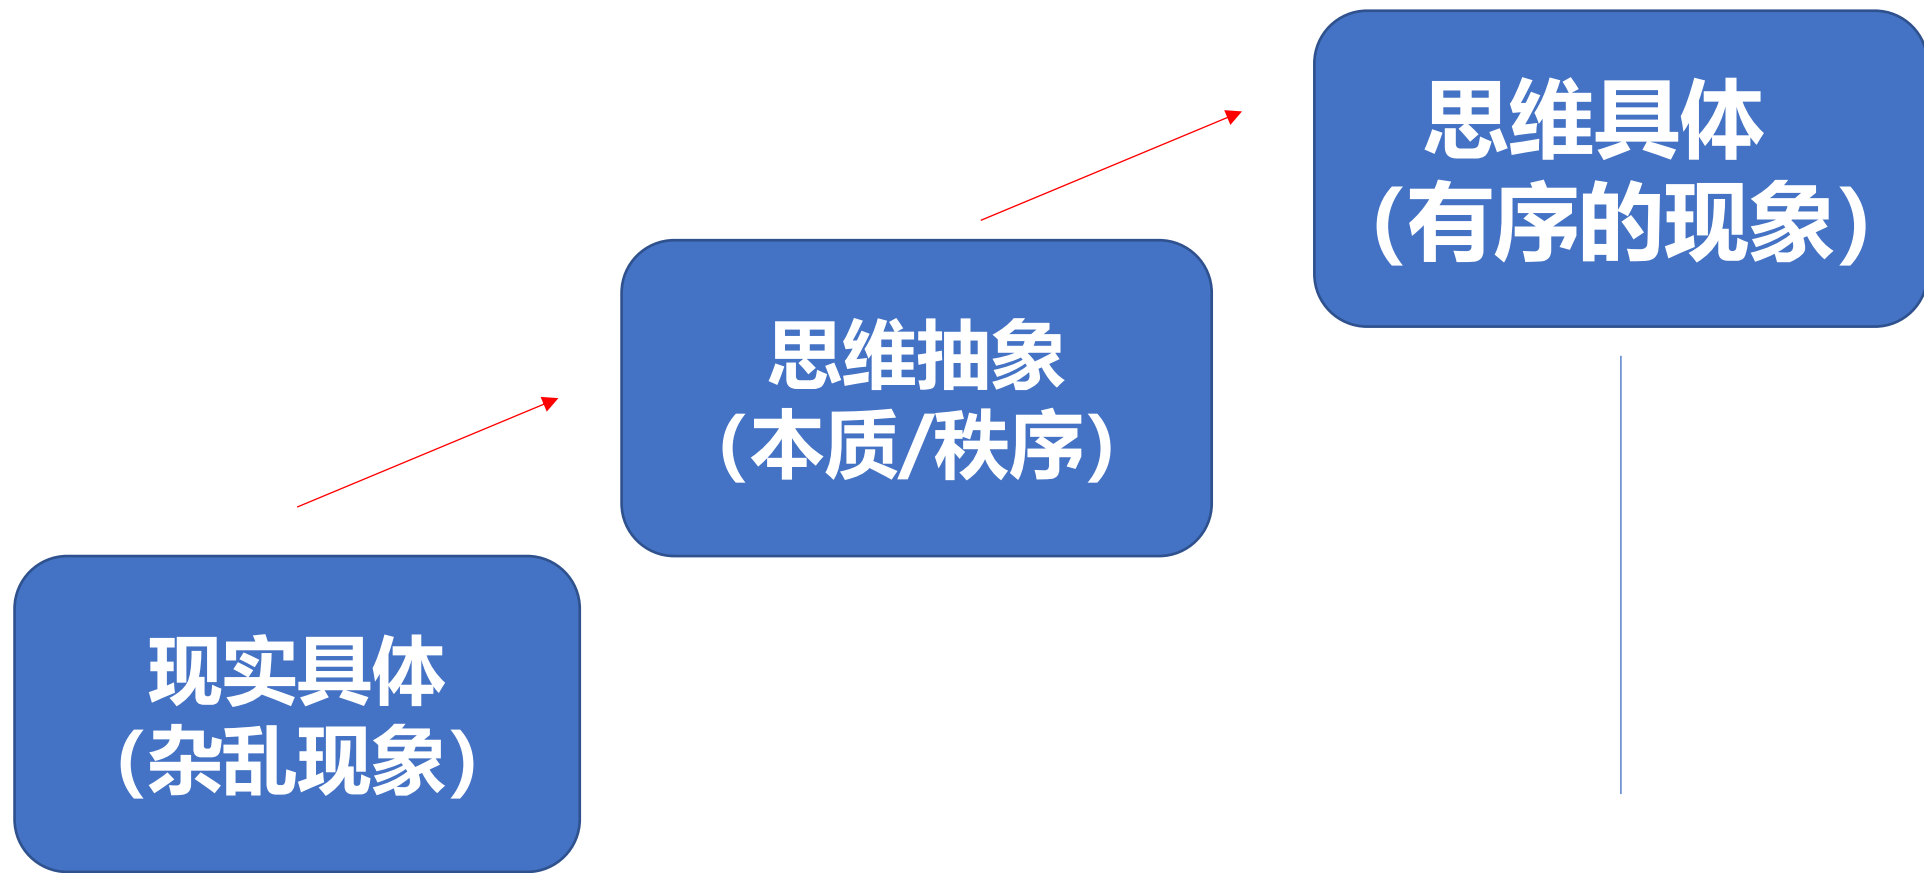 思维具体
(有序的现象)
思维抽象
(本质/秩序)
现实具体
(杂乱现象)